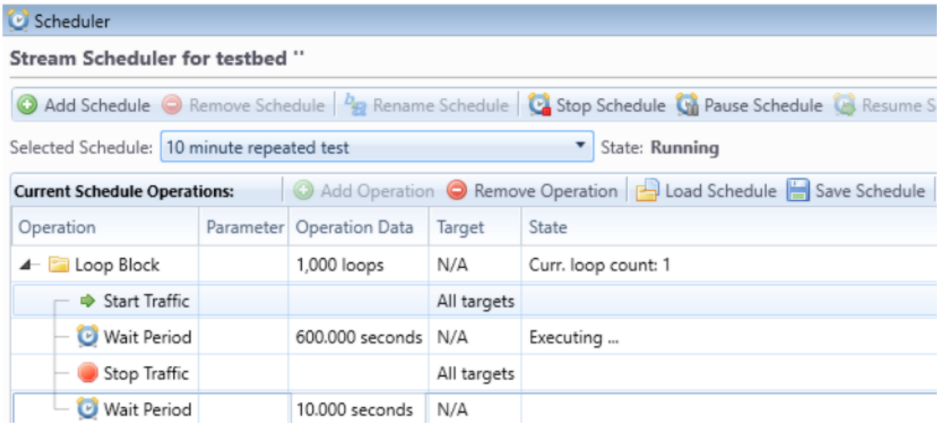 Scheduler
Stream Scheduler for testbed ''
Add Schedule Remove Schedule Rename Schedule Stop Schedule Pause Schedule Resume S
Selected Schedule: 10 minute repeated test State: Running
Current Schedule Operations: Add Operation Remove Operation Load Schedule Save Schedule
Operation Parameter Operation Data Target State
Loop Block 1,000 loops N/A Curr. loop count: 1
Start Traffic All targets
Wait Period 600.000 seconds N/A Executing ...
Stop Traffic All targets
Wait Period 10.000 seconds N/A